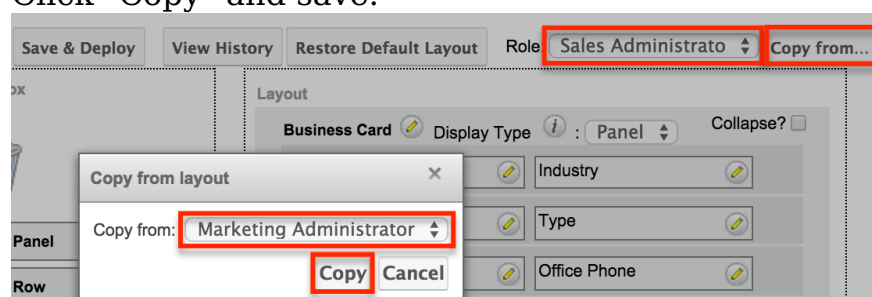 Click "Copy" and save.
Save & Deploy View History Restore Default Layout Role: Sales Administrato Copy from...
Layout
Business Card Display Type i : Panel Collapse?
Copy from layout × Industry
Copy from: Marketing Administrator Type
Panel
Copy Cancel Office Phone
Row